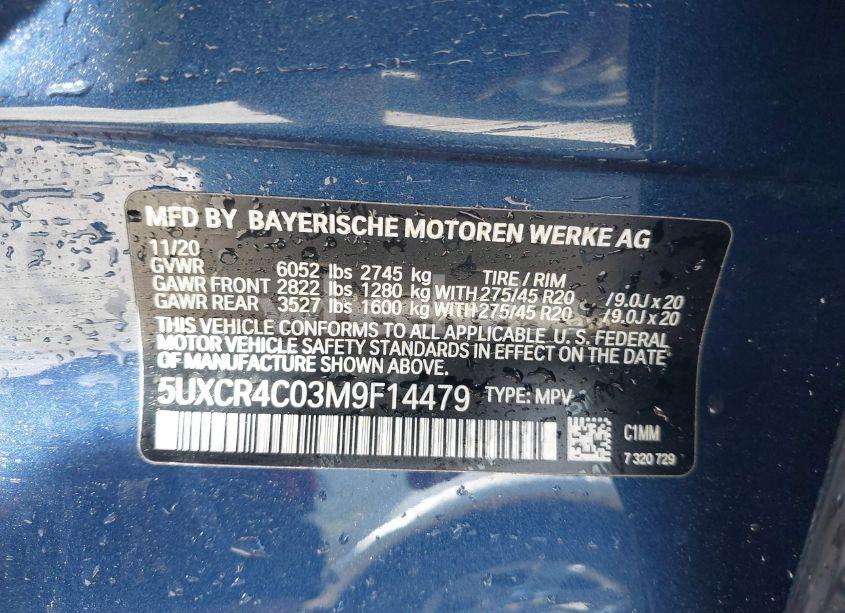 MFD BY BAYERISCHE MOTOREN WERKE AG
11/20
GVWR 6052 lbs 2745 kg TIRE / RIM
GAWR FRONT 2822 lbs 1280 kg WITH 275/45 R20 /9.0J x 20
GAWR REAR 3527 lbs 1600 kg WITH 275/45 R20 /9.0J x 20
THIS VEHICLE CONFORMS TO ALL APPLICABLE U. S. FEDERAL
MOTOR VEHICLE SAFETY STANDARDS IN EFFECT ON THE DATE
OF MANUFACTURE SHOWN ABOVE.
5UXCR4C03M9F14479 TYPE: MPV
C1MM
7 320 729